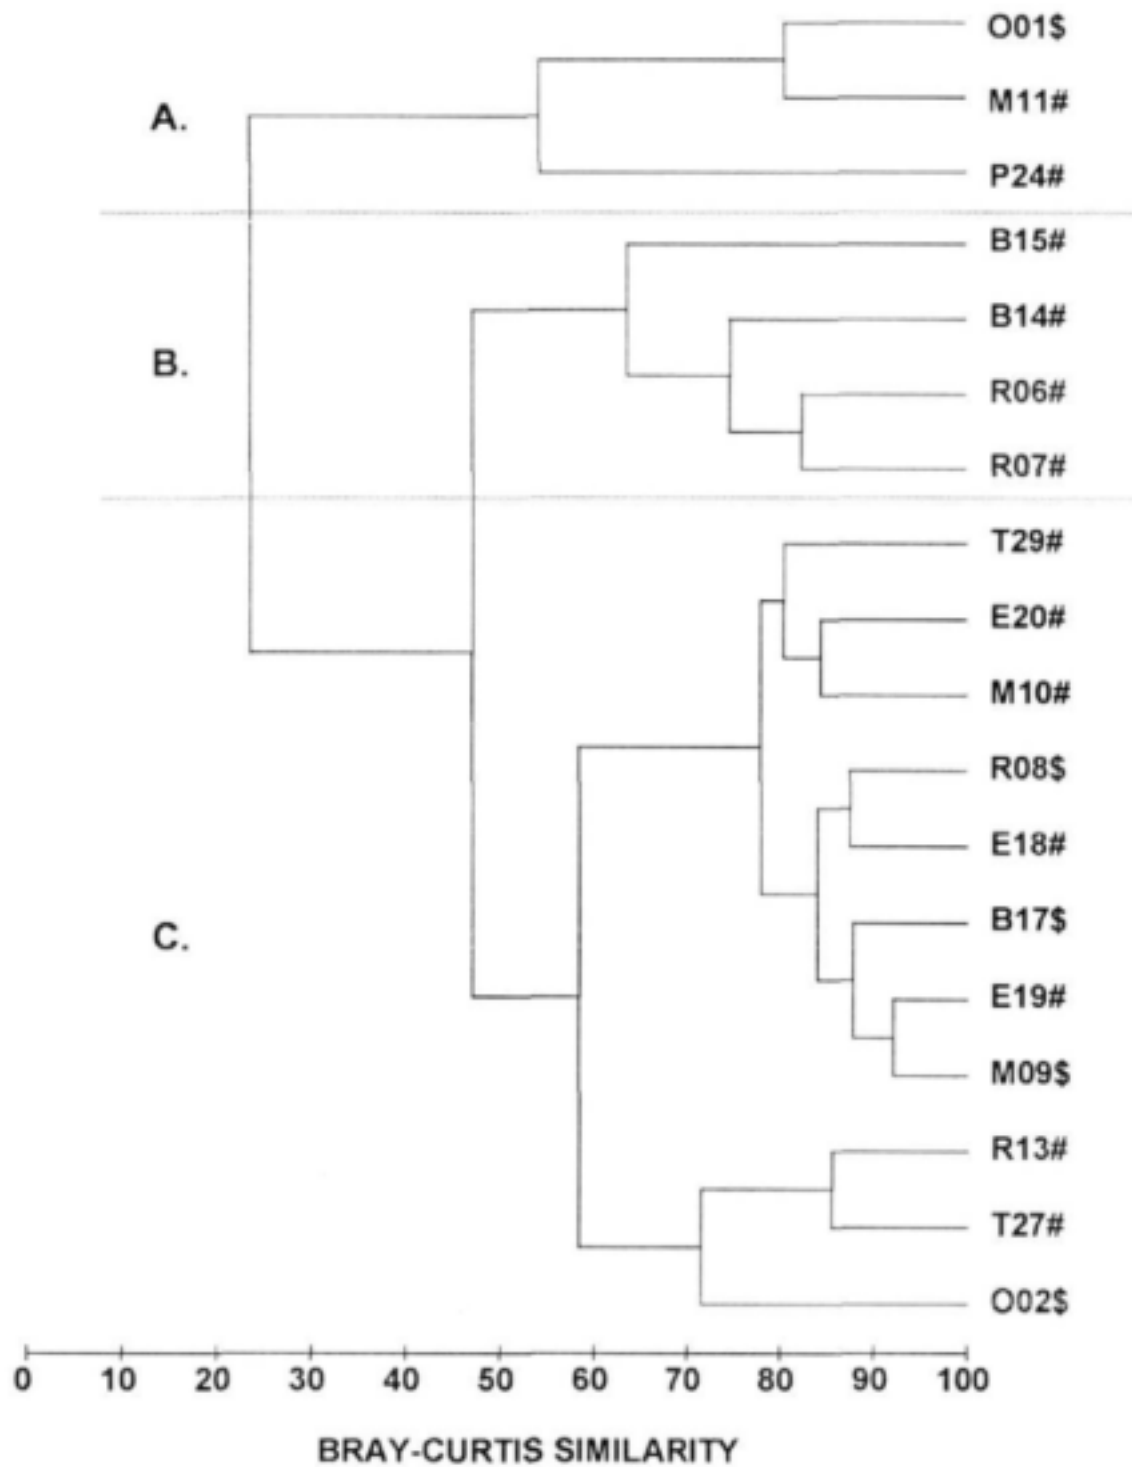 O01$
M11#
A.
P24#
B15#
B14#
B.
R06#
R07#
T29#
E20#
M10#
R08$
E18#
B17$
C.
E19#
M09$
R13#
T27#
O02$
0 10 20 30 40 50 60 70 80 90 100
BRAY-CURTIS SIMILARITY